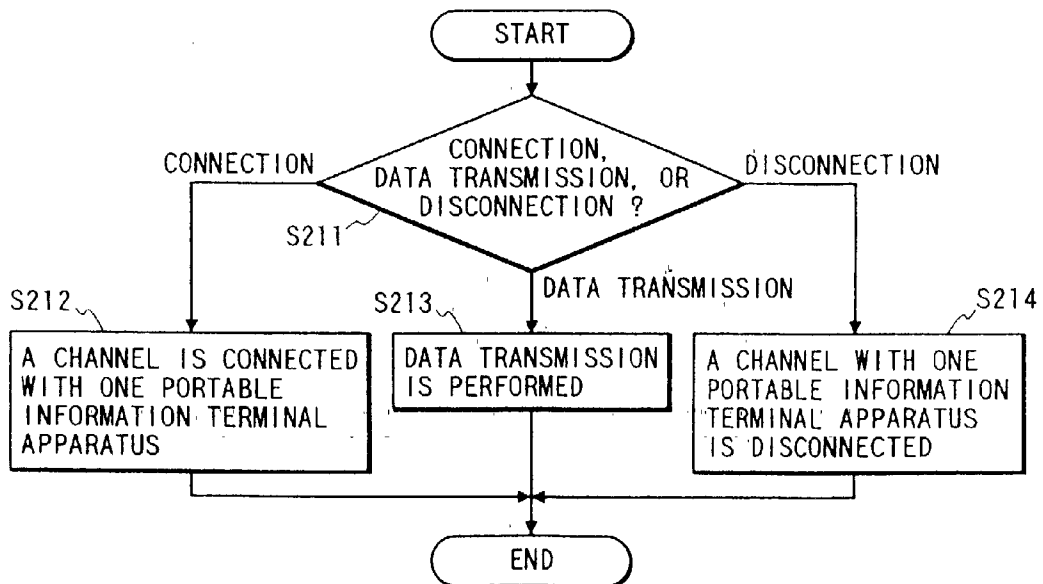 START
CONNECTION,
DATA TRANSMISSION, OR
DISCONNECTION ?
CONNECTION
DISCONNECTION
S211
DATA TRANSMISSION
S212
A CHANNEL IS CONNECTED
WITH ONE PORTABLE
INFORMATION TERMINAL
APPARATUS
S213
DATA TRANSMISSION
IS PERFORMED
S214
A CHANNEL WITH ONE
PORTABLE INFORMATION
TERMINAL APPARATUS
IS DISCONNECTED
END